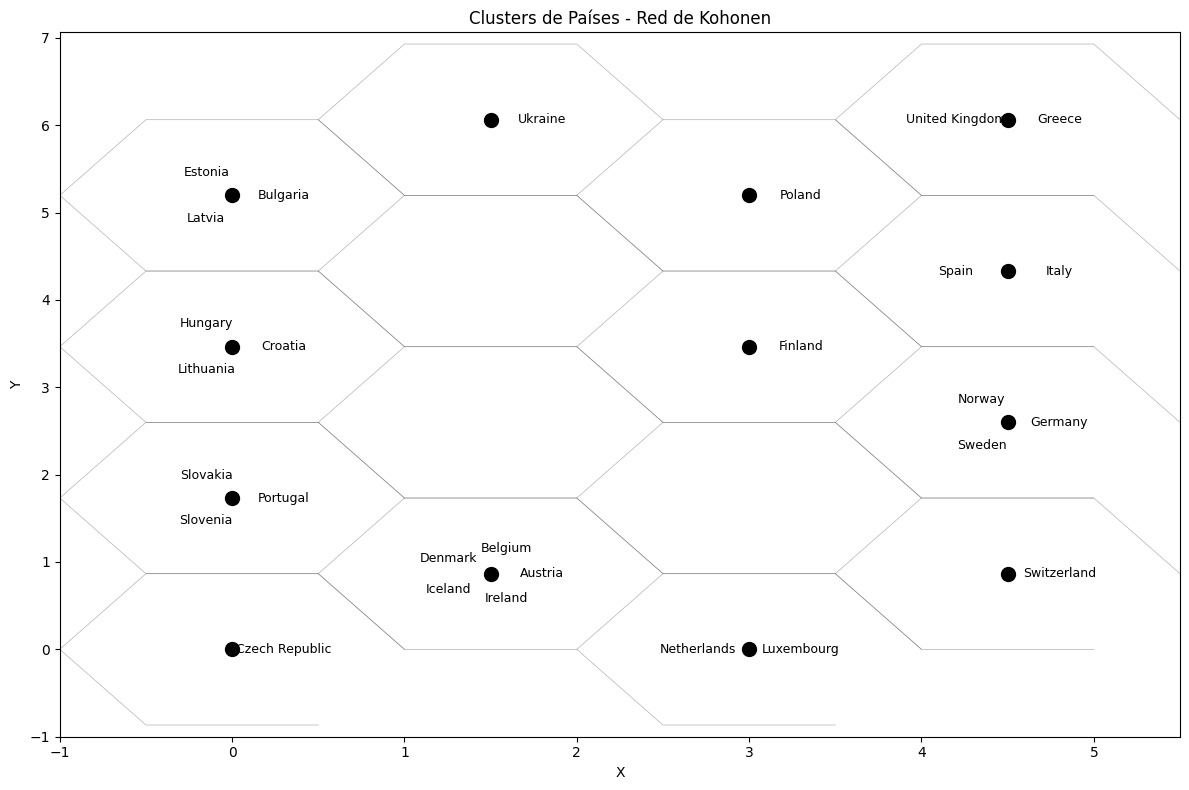 Clusters de Países - Red de Kohonen
7
6
5
4
3
2
1
0
−1
Y
Ukraine
United Kingdom
Greece
Estonia
Bulgaria
Latvia
Poland
Spain
Italy
Hungary
Croatia
Lithuania
Finland
Norway
Germany
Sweden
Slovakia
Portugal
Slovenia
Belgium
Denmark
Austria
Iceland
Ireland
Switzerland
Czech Republic
Netherlands
Luxembourg
−1
0
1
2
3
4
5
X